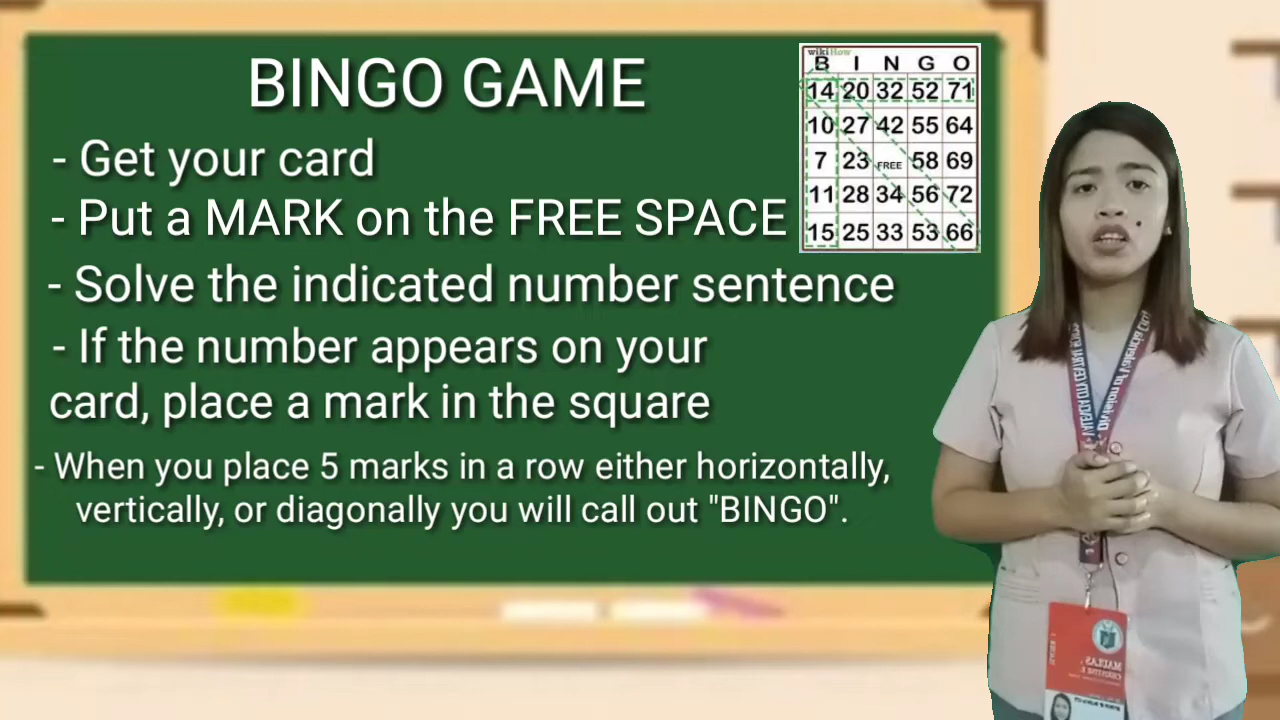 BINGO GAME
- Get your card
- Put a MARK on the FREE SPACE
- Solve the indicated number sentence
- If the number appears on your
card, place a mark in the square
- When you place 5 marks in a row either horizontally,
vertically, or diagonally you will call out "BINGO".
wikiHow
B I N G O
14 20 32 52 71
10 27 42 55 64
7 23 FREE 58 69
11 28 34 56 72
15 25 33 53 66